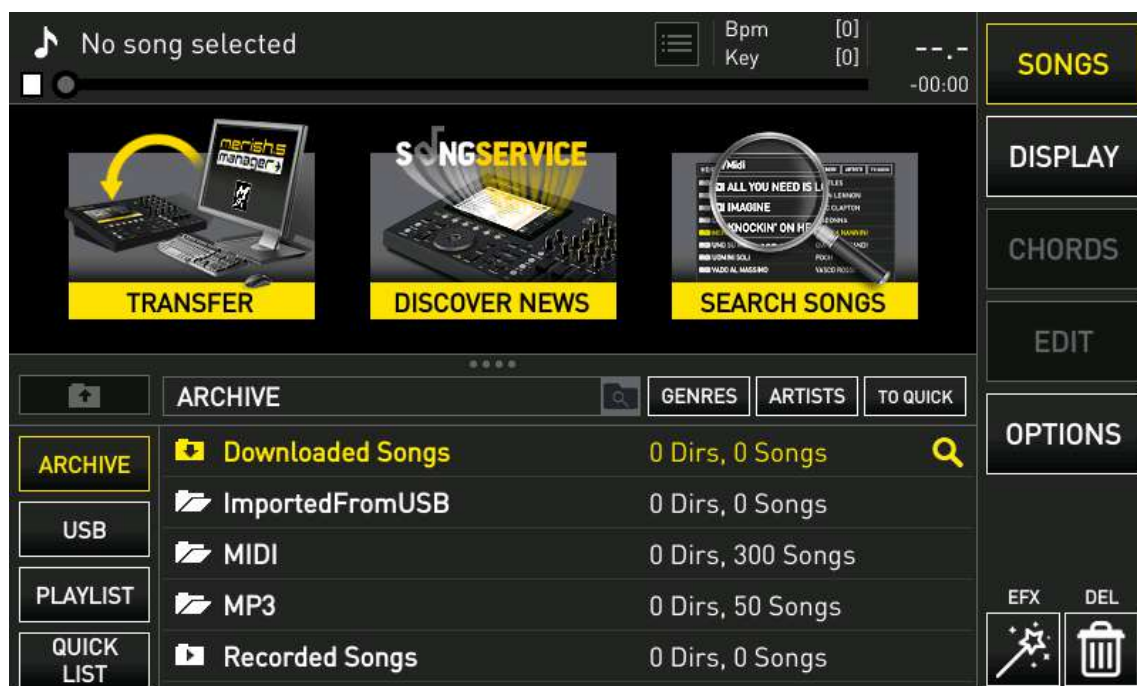 No song selected
Bpm [0]
Key [0]
--.-
-00:00
SONGS
DISPLAY
CHORDS
EDIT
OPTIONS
merish5
manager
TRANSFER
SONGSERVICE
DISCOVER NEWS
/Midi
ALL YOU NEED IS L
IMAGINE
KNOCKIN' ON HE
SEARCH SONGS
ARCHIVE
GENRES
ARTISTS
TO QUICK
ARCHIVE
USB
PLAYLIST
QUICK
LIST
Downloaded Songs 0 Dirs, 0 Songs
ImportedFromUSB 0 Dirs, 0 Songs
MIDI 0 Dirs, 300 Songs
MP3 0 Dirs, 50 Songs
Recorded Songs 0 Dirs, 0 Songs
EFX
DEL